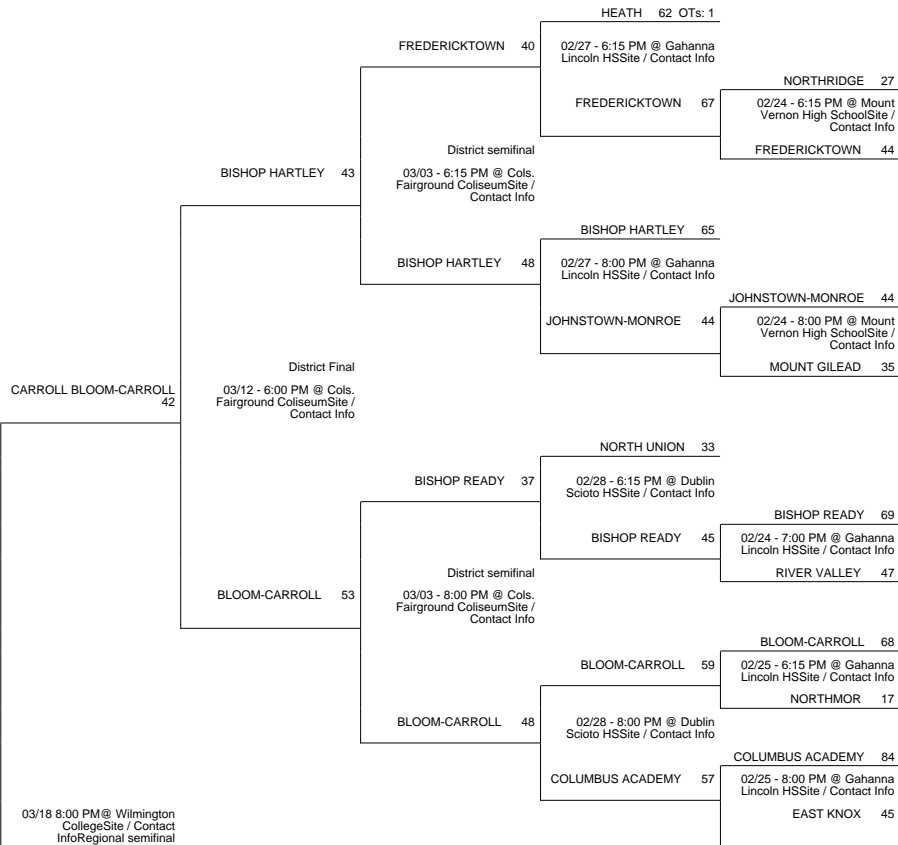 HEATH 62 OTs: 1
FREDERICKTOWN 40
02/27 - 6:15 PM @ Gahanna
Lincoln HSSite / Contact Info
NORTHRIDGE 27
FREDERICKTOWN 67
02/24 - 6:15 PM @ Mount
Vernon High SchoolSite /
Contact Info
FREDERICKTOWN 44
District semifinal
BISHOP HARTLEY 43
03/03 - 6:15 PM @ Cols.
Fairground ColiseumSite /
Contact Info
BISHOP HARTLEY 65
BISHOP HARTLEY 48
02/27 - 8:00 PM @ Gahanna
Lincoln HSSite / Contact Info
JOHNSTOWN-MONROE 44
JOHNSTOWN-MONROE 44
02/24 - 8:00 PM @ Mount
Vernon High SchoolSite /
Contact Info
MOUNT GILEAD 35
District Final
CARROLL BLOOM-CARROLL
42
03/12 - 6:00 PM @ Cols.
Fairground ColiseumSite /
Contact Info
NORTH UNION 33
BISHOP READY 37
02/28 - 6:15 PM @ Dublin
Scioto HSSite / Contact Info
BISHOP READY 69
BISHOP READY 45
02/24 - 7:00 PM @ Gahanna
Lincoln HSSite / Contact Info
RIVER VALLEY 47
District semifinal
BLOOM-CARROLL 53
03/03 - 8:00 PM @ Cols.
Fairground ColiseumSite /
Contact Info
BLOOM-CARROLL 68
BLOOM-CARROLL 59
02/25 - 6:15 PM @ Gahanna
Lincoln HSSite / Contact Info
NORTHMOR 17
BLOOM-CARROLL 48
02/28 - 8:00 PM @ Dublin
Scioto HSSite / Contact Info
COLUMBUS ACADEMY 84
COLUMBUS ACADEMY 57
02/25 - 8:00 PM @ Gahanna
Lincoln HSSite / Contact Info
EAST KNOX 45
03/18 8:00 PM@ Wilmington
CollegeSite / Contact
InfoRegional semifinal